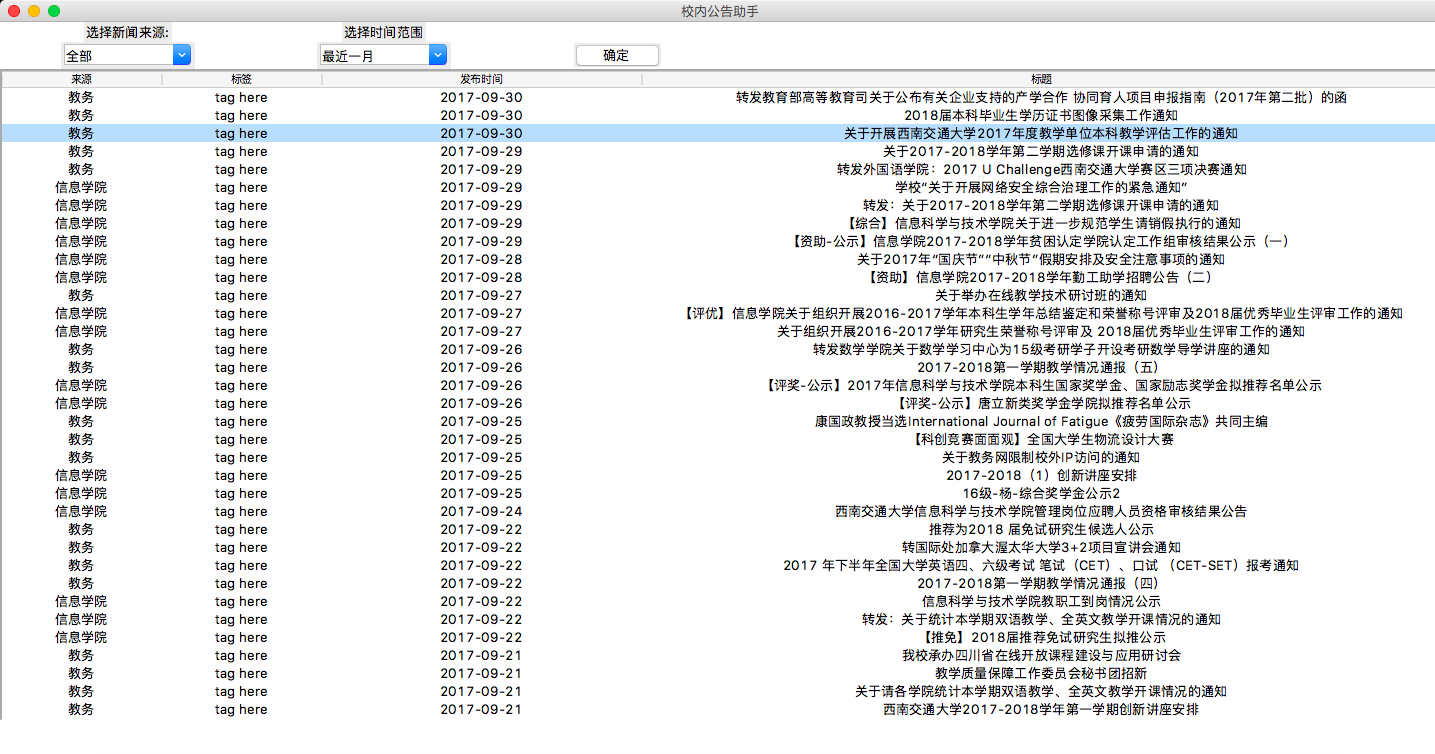 校内公告助手
选择新闻来源: 选择时间范围
全部 最近一月 确定
来源 标签 发布时间 标题
教务 tag here 2017-09-30 转发教育部高等教育司关于公布有关企业支持的产学合作 协同育人项目申报指南（2017年第二批）的函
教务 tag here 2017-09-30 2018届本科毕业生学历证书图像采集工作通知
教务 tag here 2017-09-30 关于开展西南交通大学2017年度教学单位本科教学评估工作的通知
教务 tag here 2017-09-29 关于2017-2018学年第二学期选修课开课申请的通知
教务 tag here 2017-09-29 转发外国语学院：2017 U Challenge西南交通大学赛区三项决赛通知
信息学院 tag here 2017-09-29 学校“关于开展网络安全综合治理工作的紧急通知”
信息学院 tag here 2017-09-29 转发：关于2017-2018学年第二学期选修课开课申请的通知
信息学院 tag here 2017-09-29 【综合】信息科学与技术学院关于进一步规范学生请销假执行的通知
信息学院 tag here 2017-09-29 【资助-公示】信息学院2017-2018学年贫困认定学院认定工作组审核结果公示（一）
信息学院 tag here 2017-09-28 关于2017年“国庆节”“中秋节”假期安排及安全注意事项的通知
信息学院 tag here 2017-09-28 【资助】信息学院2017-2018学年勤工助学招聘公告（二）
教务 tag here 2017-09-27 关于举办在线教学技术研讨班的通知
信息学院 tag here 2017-09-27 【评优】信息学院关于组织开展2016-2017学年本科生学年总结鉴定和荣誉称号评审及2018届优秀毕业生评审工作的通知
信息学院 tag here 2017-09-27 关于组织开展2016-2017学年研究生荣誉称号评审及 2018届优秀毕业生评审工作的通知
教务 tag here 2017-09-26 转发数学学院关于数学学习中心为15级考研学子开设考研数学导学讲座的通知
教务 tag here 2017-09-26 2017-2018第一学期教学情况通报（五）
信息学院 tag here 2017-09-26 【评奖-公示】2017年信息科学与技术学院本科生国家奖学金、国家励志奖学金拟推荐名单公示
信息学院 tag here 2017-09-26 【评奖-公示】唐立新类奖学金学院拟推荐名单公示
教务 tag here 2017-09-25 康国政教授当选International Journal of Fatigue《疲劳国际杂志》共同主编
教务 tag here 2017-09-25 【科创竞赛面面观】全国大学生物流设计大赛
教务 tag here 2017-09-25 关于教务网限制校外IP访问的通知
信息学院 tag here 2017-09-25 2017-2018（1）创新讲座安排
信息学院 tag here 2017-09-25 16级-杨-综合奖学金公示2
信息学院 tag here 2017-09-24 西南交通大学信息科学与技术学院管理岗位应聘人员资格审核结果公告
教务 tag here 2017-09-22 推荐为2018 届免试研究生候选人公示
教务 tag here 2017-09-22 转国际处加拿大渥太华大学3+2项目宣讲会通知
教务 tag here 2017-09-22 2017 年下半年全国大学英语四、六级考试 笔试（CET）、口试 （CET-SET）报考通知
教务 tag here 2017-09-22 2017-2018第一学期教学情况通报（四）
信息学院 tag here 2017-09-22 信息科学与技术学院教职工到岗情况公示
信息学院 tag here 2017-09-22 转发：关于统计本学期双语教学、全英文教学开课情况的通知
信息学院 tag here 2017-09-22 【推免】2018届推荐免试研究生拟推公示
教务 tag here 2017-09-21 我校承办四川省在线开放课程建设与应用研讨会
教务 tag here 2017-09-21 教学质量保障工作委员会秘书团招新
教务 tag here 2017-09-21 关于请各学院统计本学期双语教学、全英文教学开课情况的通知
教务 tag here 2017-09-21 西南交通大学2017-2018学年第一学期创新讲座安排